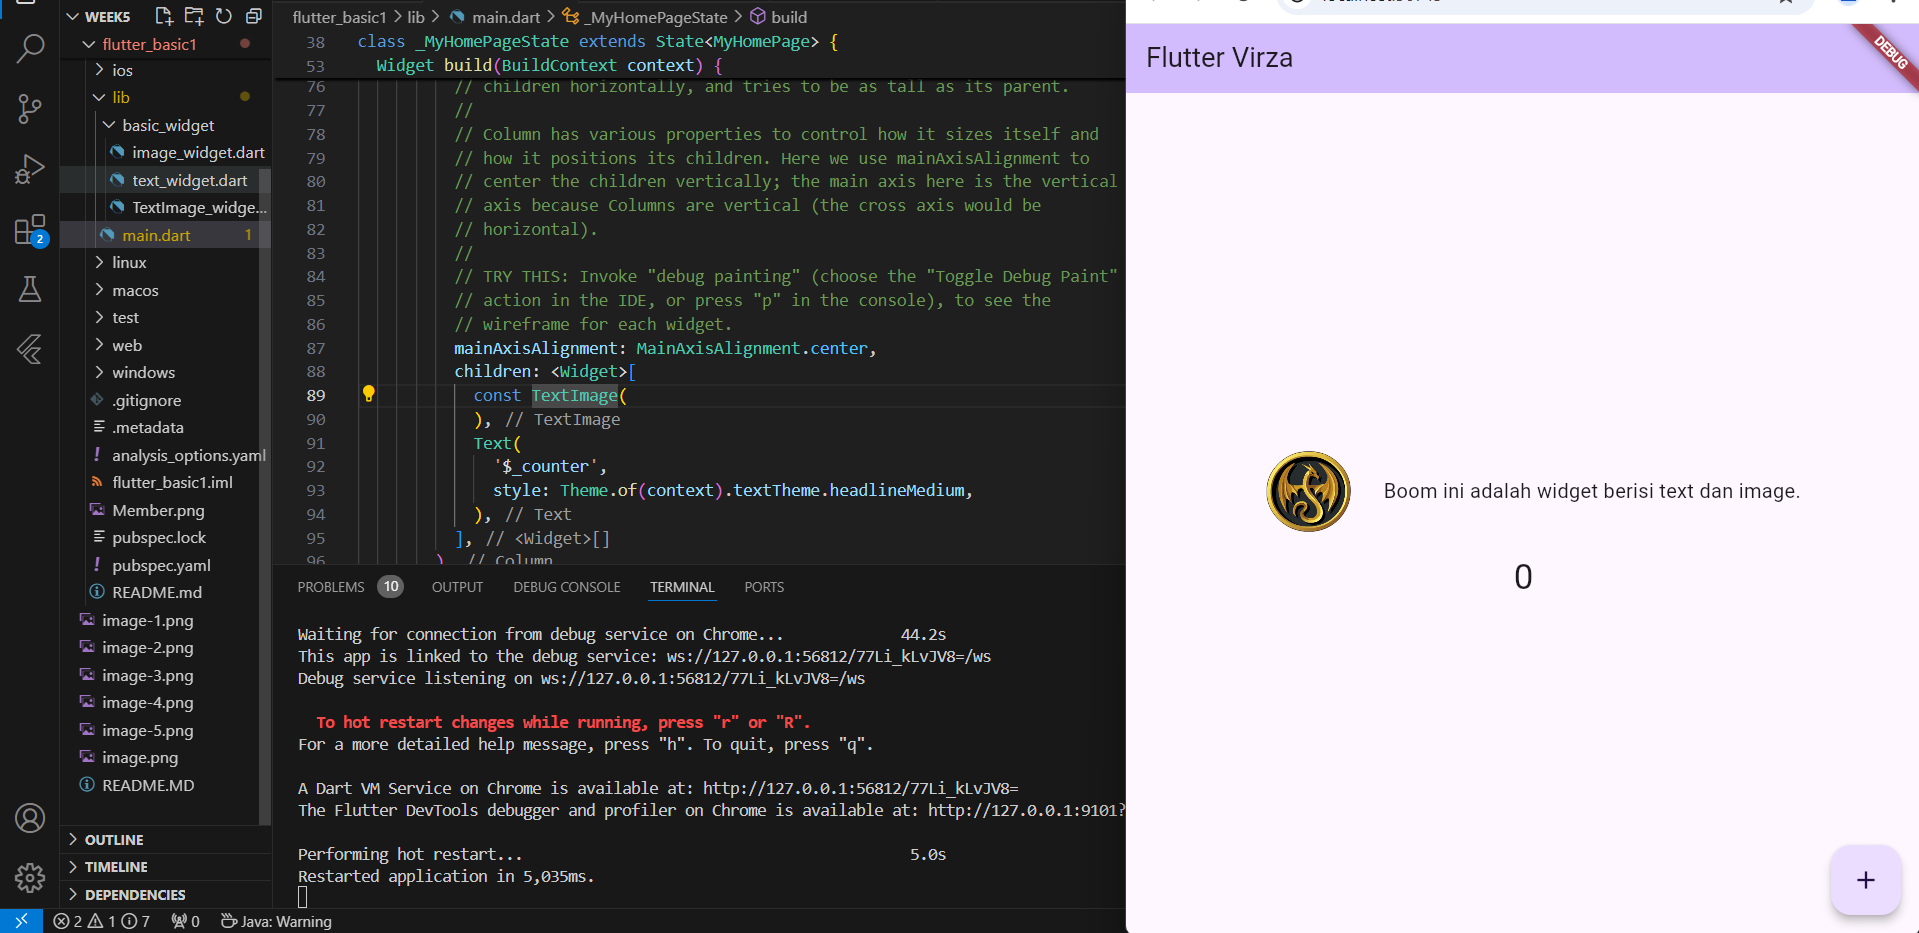 WEEK5
flutter_basic1
ios
lib
basic_widget
image_widget.dart
text_widget.dart
TextImage_widge...
main.dart 1
linux
macos
test
web
windows
.gitignore
.metadata
analysis_options.yaml
flutter_basic1.iml
Member.png
pubspec.lock
pubspec.yaml
README.md
image-1.png
image-2.png
image-3.png
image-4.png
image-5.png
image.png
README.MD
OUTLINE
TIMELINE
DEPENDENCIES
2
flutter_basic1 > lib > main.dart > _MyHomePageState > build
38 class _MyHomePageState extends State<MyHomePage> {
53 Widget build(BuildContext context) {
76 // children horizontally, and tries to be as tall as its parent.
77 //
78 // Column has various properties to control how it sizes itself and
79 // how it positions its children. Here we use mainAxisAlignment to
80 // center the children vertically; the main axis here is the vertical
81 // axis because Columns are vertical (the cross axis would be
82 // horizontal).
83 //
84 // TRY THIS: Invoke "debug painting" (choose the "Toggle Debug Paint"
85 // action in the IDE, or press "p" in the console), to see the
86 // wireframe for each widget.
87 mainAxisAlignment: MainAxisAlignment.center,
88 children: <Widget>[
89 const TextImage(
90 ), // TextImage
91 Text(
92 '$_counter',
93 style: Theme.of(context).textTheme.headlineMedium,
94 ), // Text
95 ], // <Widget>[]
96 ) // Column
PROBLEMS 10 OUTPUT DEBUG CONSOLE TERMINAL PORTS
Waiting for connection from debug service on Chrome... 44.2s
This app is linked to the debug service: ws://127.0.0.1:56812/77Li_kLvJV8=/ws
Debug service listening on ws://127.0.0.1:56812/77Li_kLvJV8=/ws
To hot restart changes while running, press "r" or "R".
For a more detailed help message, press "h". To quit, press "q".
A Dart VM Service on Chrome is available at: http://127.0.0.1:56812/77Li_kLvJV8=
The Flutter DevTools debugger and profiler on Chrome is available at: http://127.0.0.1:9101?
Performing hot restart... 5.0s
Restarted application in 5,035ms.
2 1 7 0 Java: Warning
Flutter Virza
DEBUG
Boom ini adalah widget berisi text dan image.
0
+